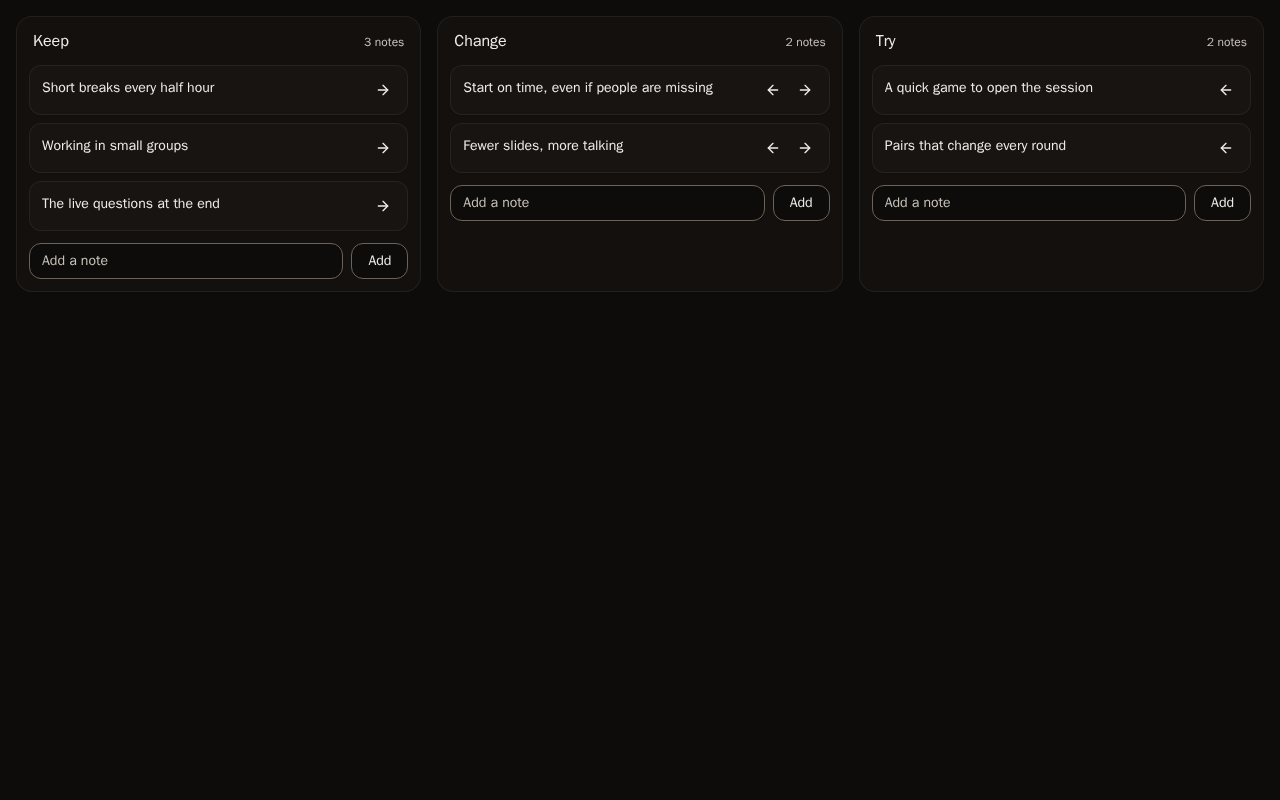 Keep
3 notes
Short breaks every half hour
Working in small groups
The live questions at the end
Add a note
Add
Change
2 notes
Start on time, even if people are missing
Fewer slides, more talking
Add a note
Add
Try
2 notes
A quick game to open the session
Pairs that change every round
Add a note
Add